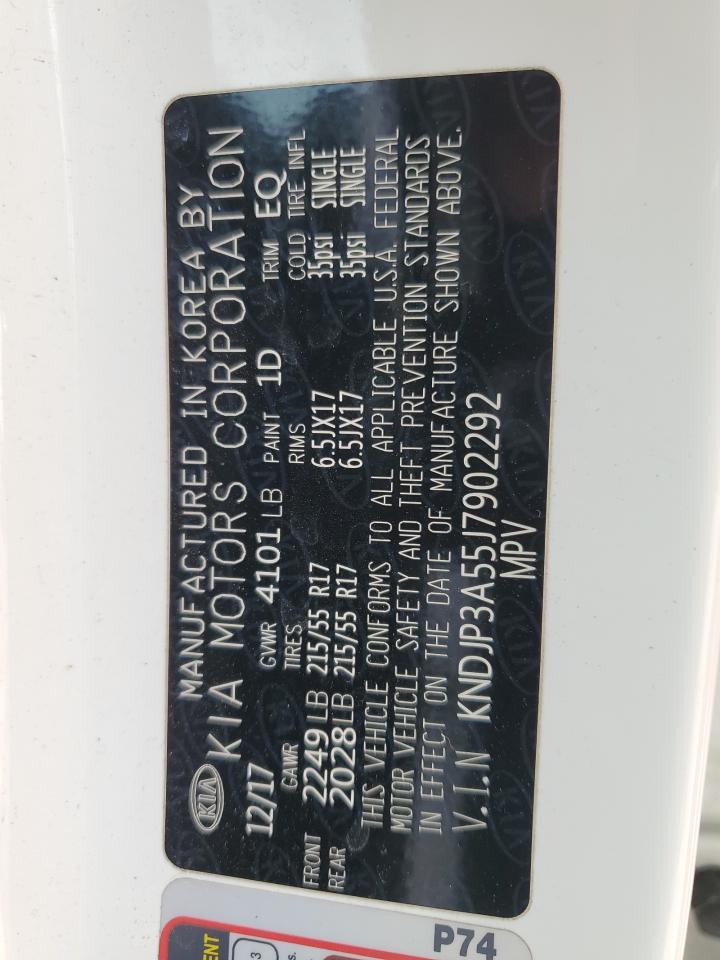 KIA
MANUFACTURED IN KOREA BY
KIA MOTORS CORPORATION
12/17 GVWR 4101 LB PAINT 1D TRIM EQ
GAWR TIRES RIMS COLD TIRE INFL
FRONT 2249 LB 215/55 R17 6.5JX17 35psi SINGLE
REAR 2028 LB 215/55 R17 6.5JX17 35psi SINGLE
THIS VEHICLE CONFORMS TO ALL APPLICABLE U.S.A. FEDERAL
MOTOR VEHICLE SAFETY AND THEFT PREVENTION STANDARDS
IN EFFECT ON THE DATE OF MANUFACTURE SHOWN ABOVE.
V.I.N KNDJP3A55J7902292
MPV
ENT
3
s.
P74